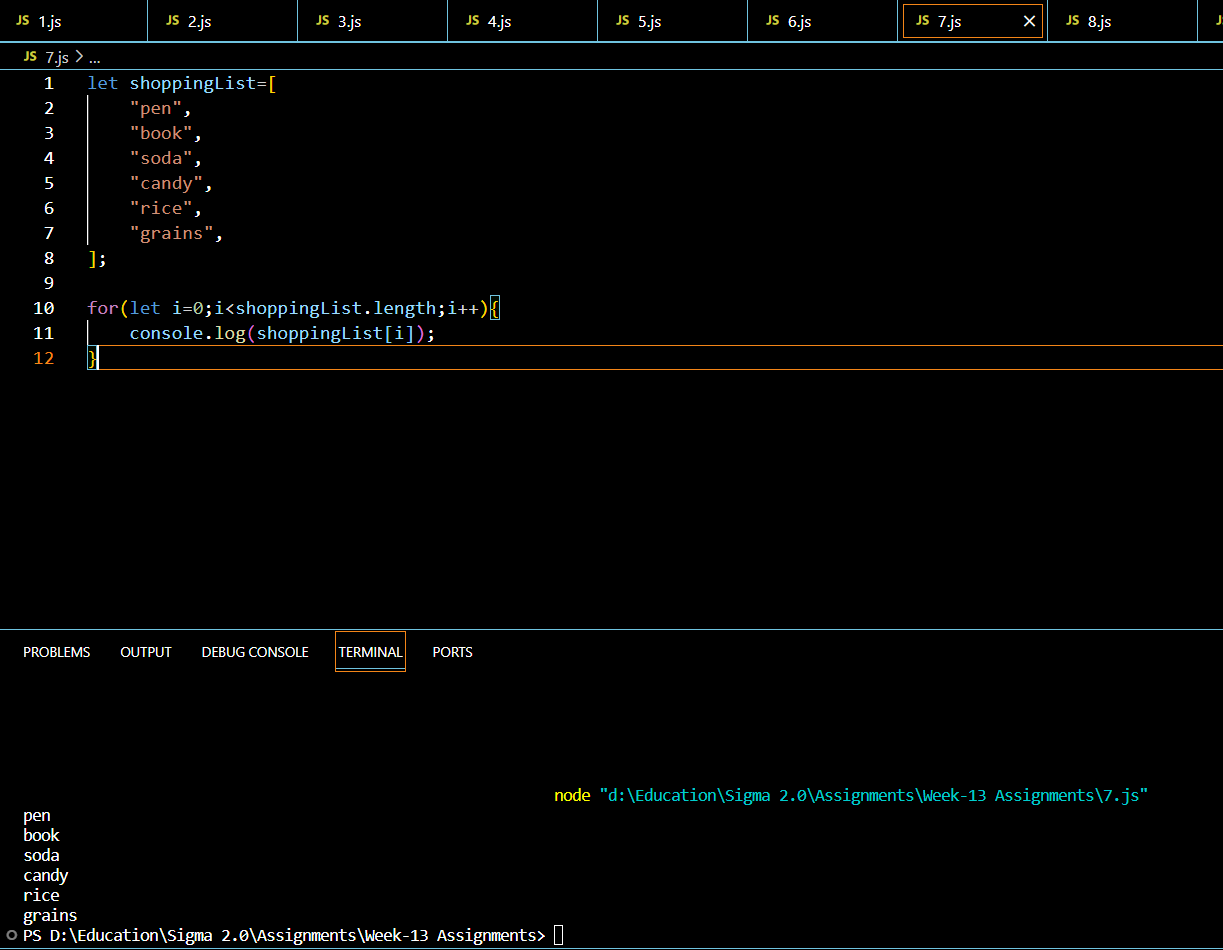 JS 1.js JS 2.js JS 3.js JS 4.js JS 5.js JS 6.js JS 7.js JS 8.js
JS 7.js > ...
1 let shoppingList=[
2     "pen",
3     "book",
4     "soda",
5     "candy",
6     "rice",
7     "grains",
8 ];
9
10 for(let i=0;i<shoppingList.length;i++){
11     console.log(shoppingList[i]);
12 }
PROBLEMS OUTPUT DEBUG CONSOLE TERMINAL PORTS
node "d:\Education\Sigma 2.0\Assignments\Week-13 Assignments\7.js"
pen
book
soda
candy
rice
grains
PS D:\Education\Sigma 2.0\Assignments\Week-13 Assignments>